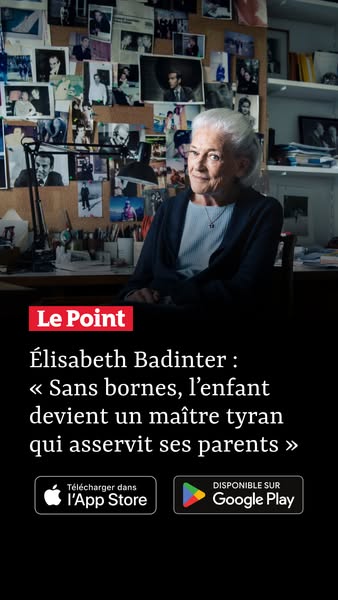 Le Point
Élisabeth Badinter :
« Sans bornes, l’enfant
devient un maître tyran
qui asservit ses parents »
Télécharger dans
l’App Store
DISPONIBLE SUR
Google Play